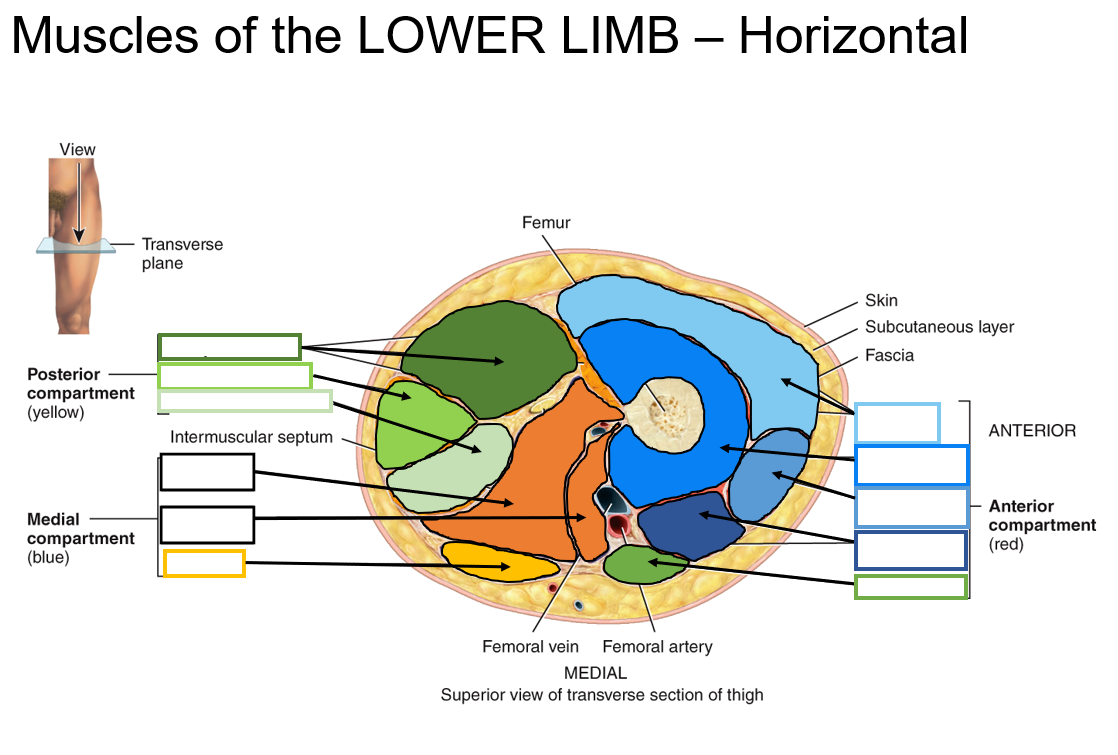 Muscles of the LOWER LIMB – Horizontal
View
Transverse
plane
Femur
Skin
Subcutaneous layer
Fascia
Posterior
compartment
(yellow)
Intermuscular septum
ANTERIOR
Medial
compartment
(blue)
Anterior
compartment
(red)
Femoral vein
Femoral artery
MEDIAL
Superior view of transverse section of thigh